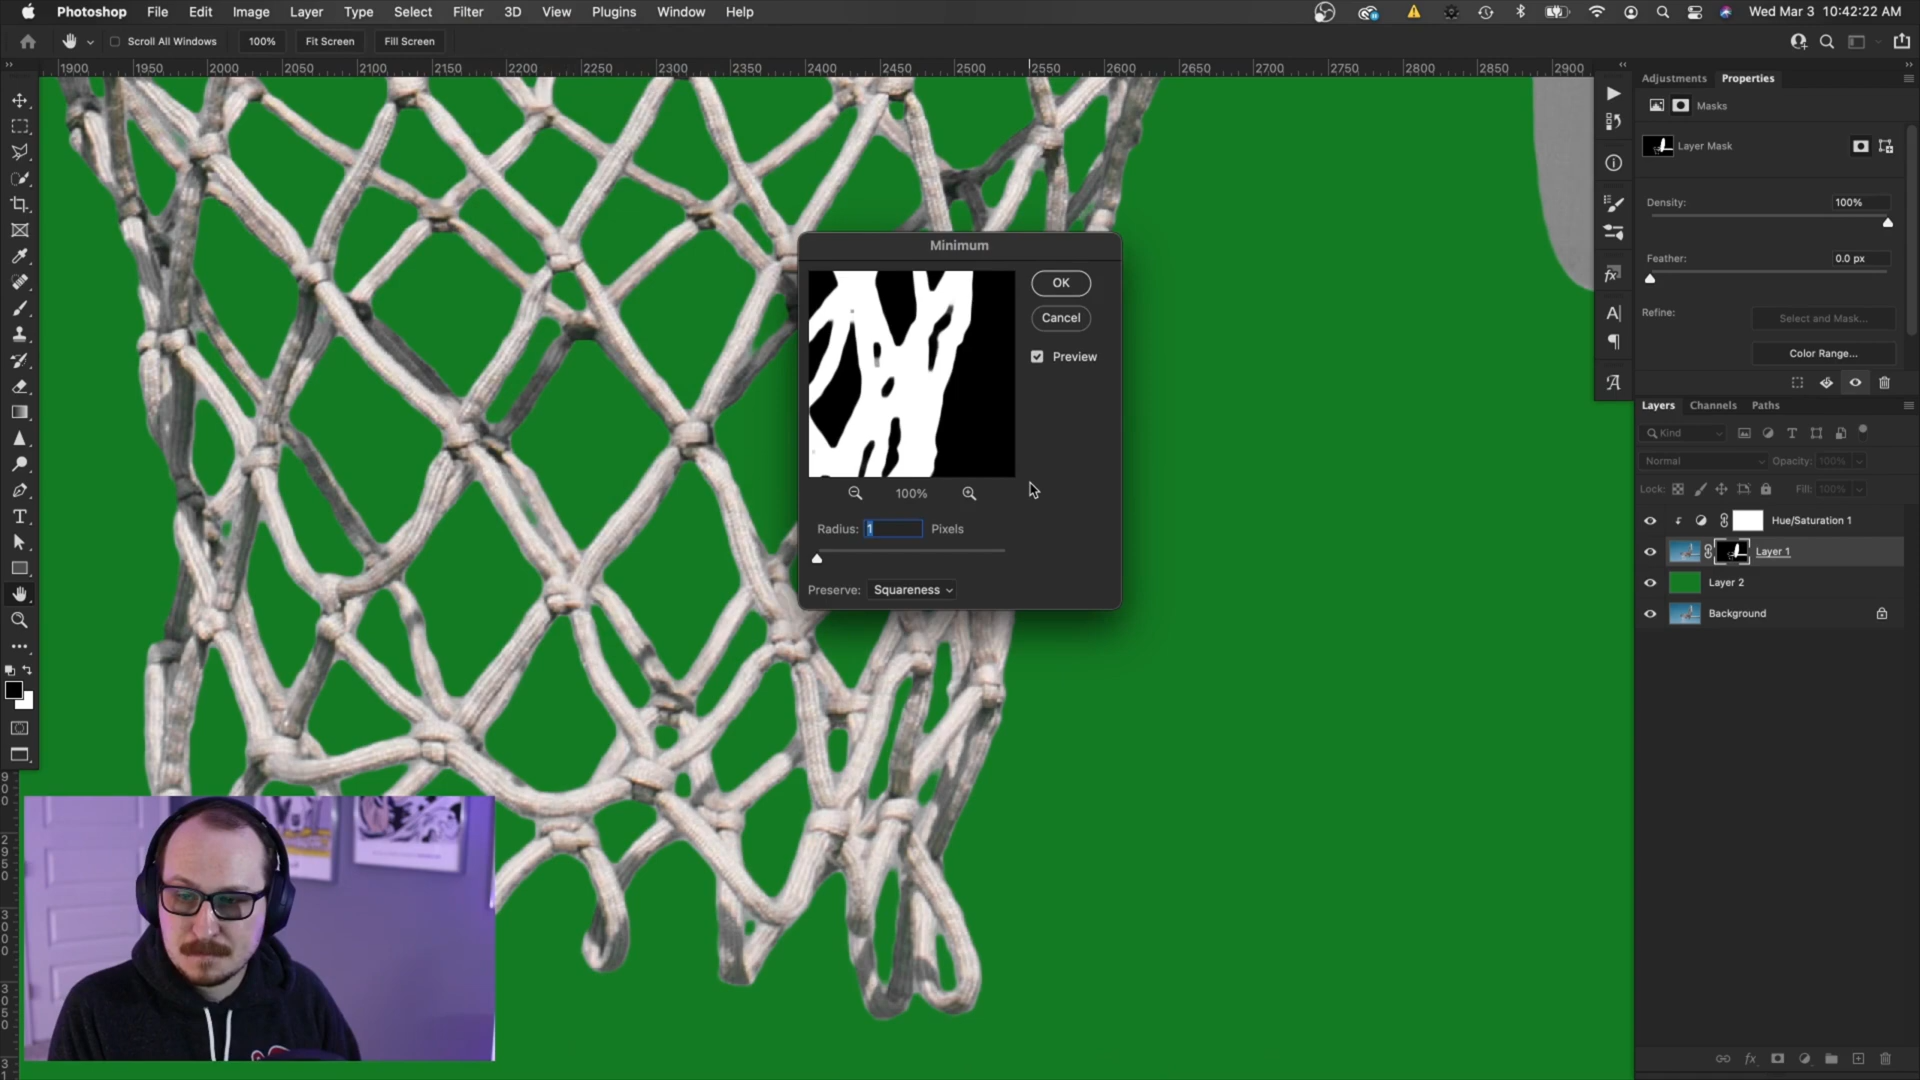 Photoshop File Edit Image Layer Type Select Filter 3D View Plugins Window Help Wed Mar 3 10:42:22 AM
Scroll All Windows 100% Fit Screen Fill Screen
1900 1950 2000 2050 2100 2150 2200 2250 2300 2350 2400 2450 2500 2550 2600 2650 2700 2750 2800 2850 2900
Adjustments Properties
Masks
Layer Mask
Density: 100%
Feather: 0.0 px
Refine: Select and Mask...
Color Range...
Minimum
OK
Cancel
Preview
100%
Radius: 1 Pixels
Preserve: Squareness
Layers Channels Paths
Kind
Normal Opacity: 100%
Lock: Fill: 100%
Hue/Saturation 1
Layer 1
Layer 2
Background